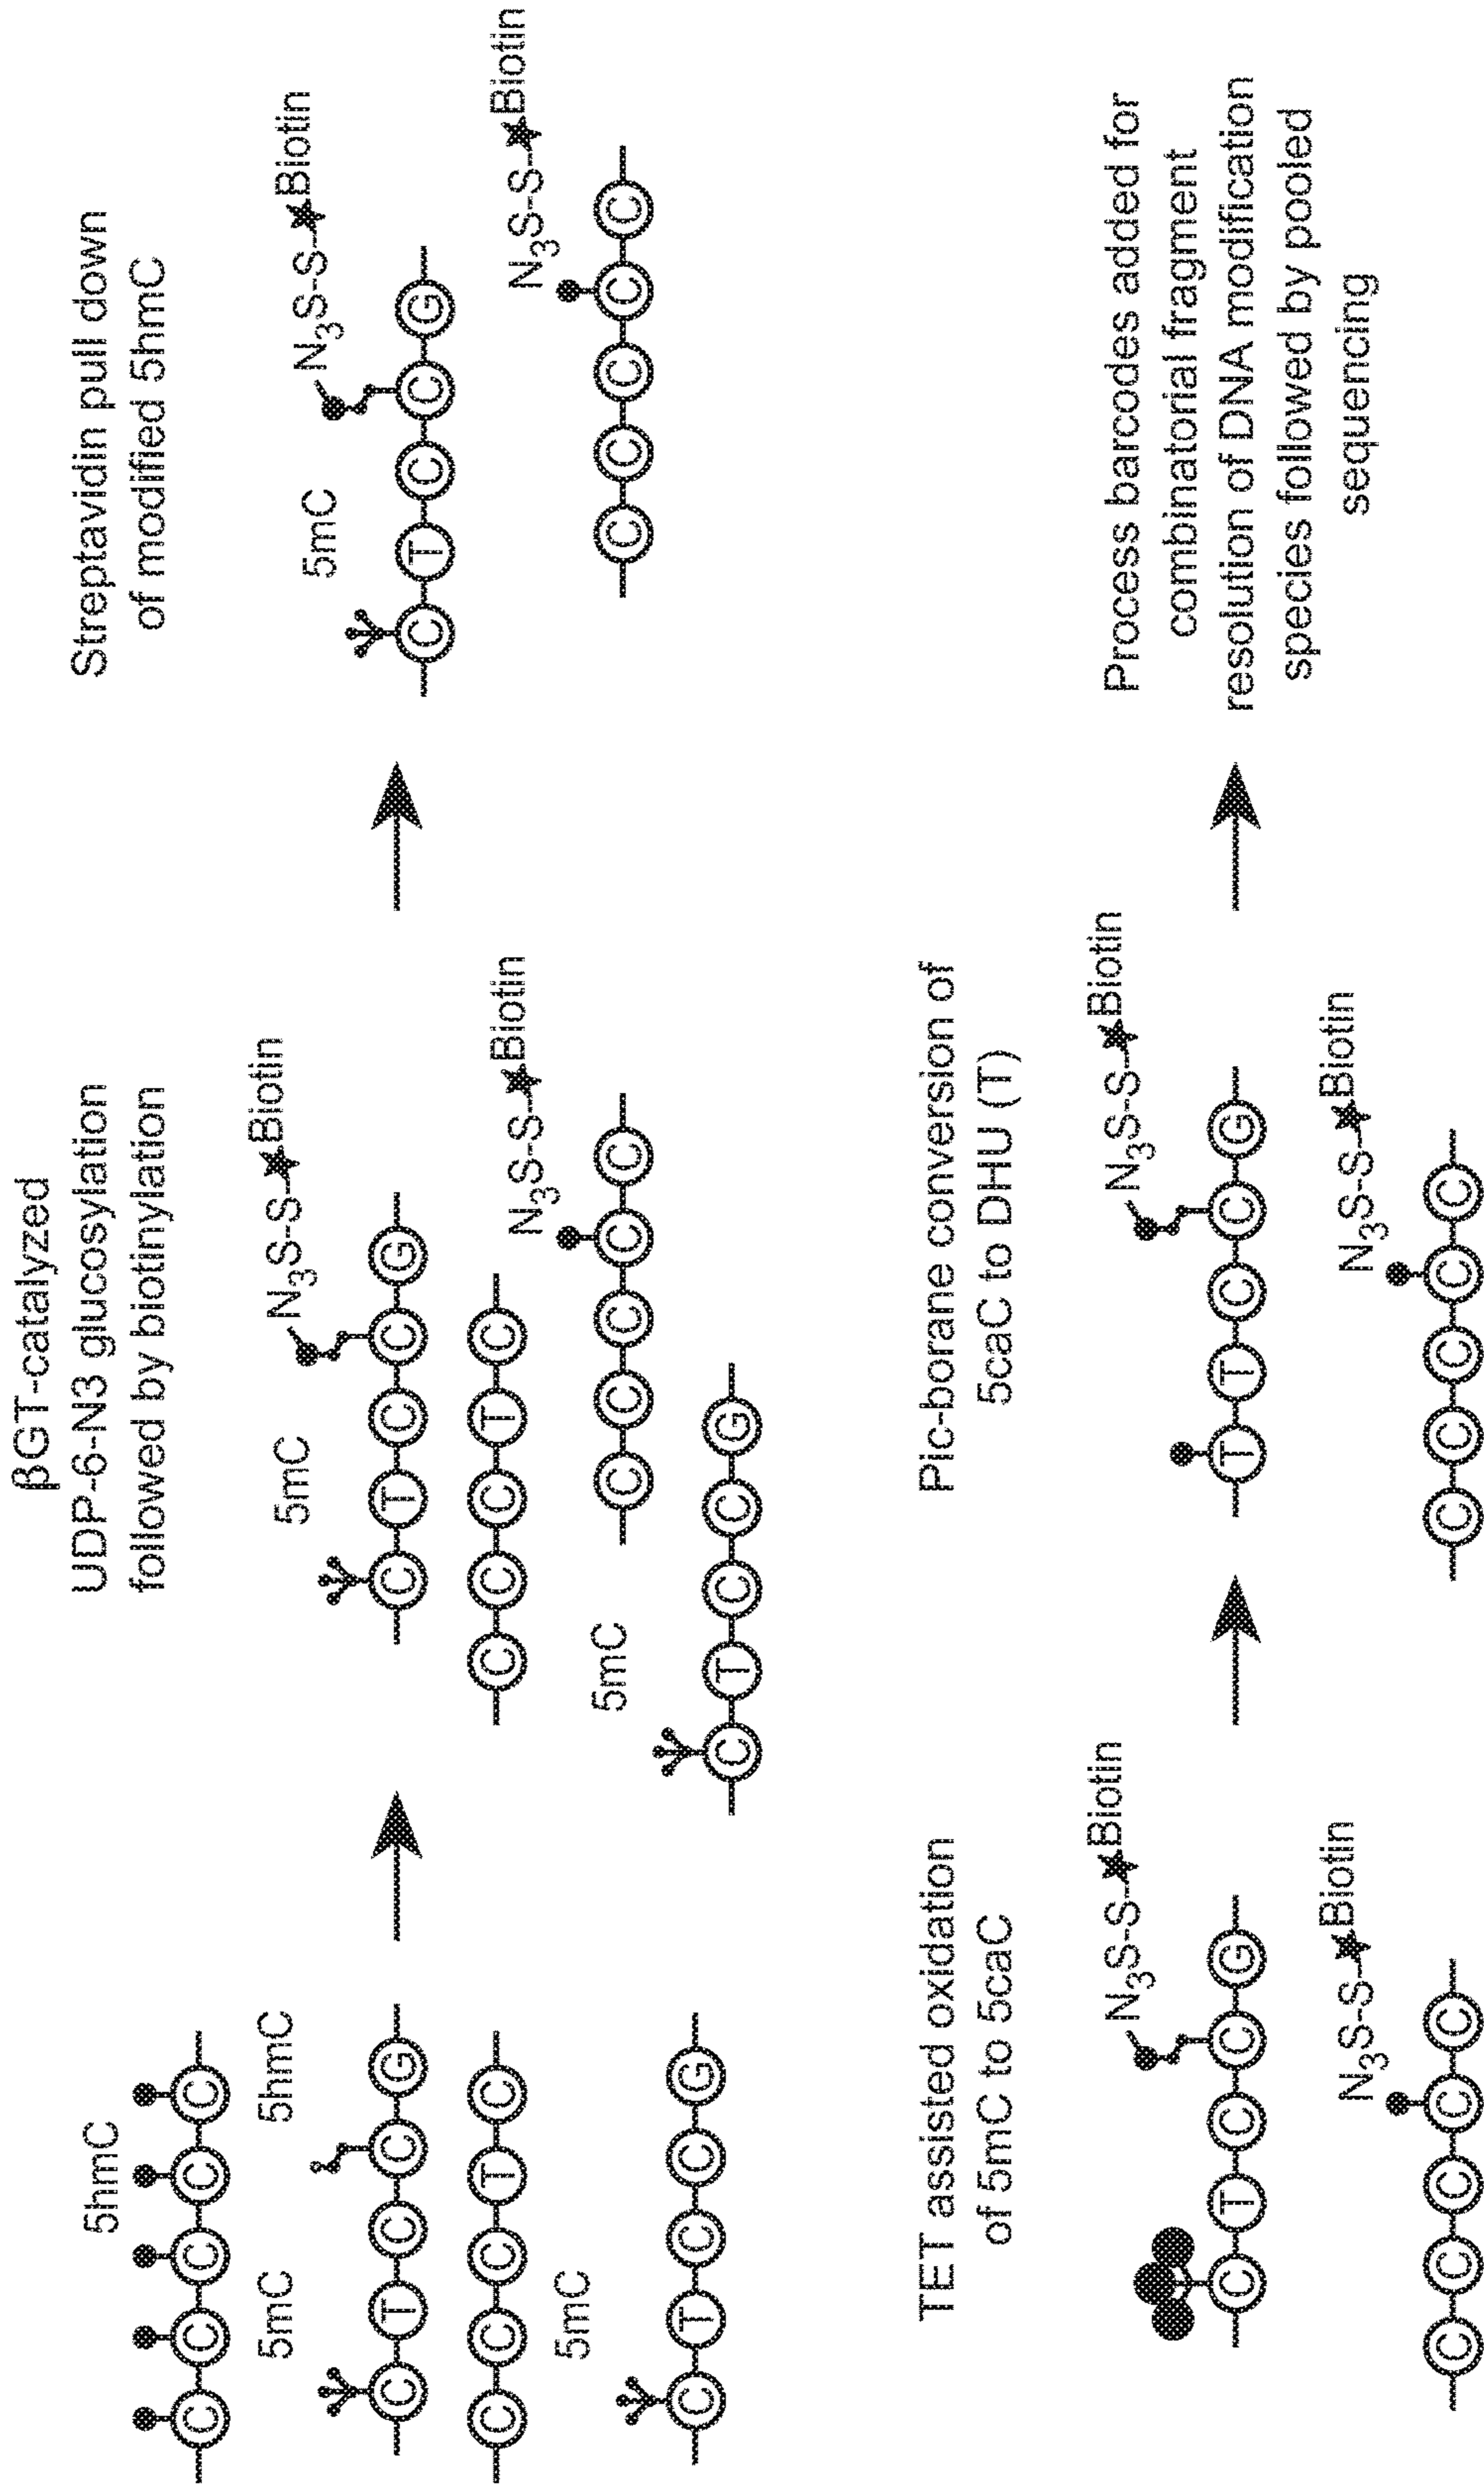 5hmC
C C C C C
5mC 5hmC
C T C C G
C C C T C
5mC
C T C C G
βGT-catalyzed
UDP-6-N3 glucosylation
followed by biotinylation
5mC N₃S-S-Biotin
C T C C G
C C C T C
N₃S-S-Biotin
C C C C C
5mC
C T C C G
Streptavidin pull down
of modified 5hmC
5mC N₃S-S-Biotin
C T C C G
N₃S-S-Biotin
C C C C C
TET assisted oxidation
of 5mC to 5caC
N₃S-S-Biotin
C T C C G
N₃S-S-Biotin
C C C C C
Pic-borane conversion of
5caC to DHU (T)
N₃S-S-Biotin
T T C C G
N₃S-S-Biotin
C C C C C
Process barcodes added for
combinatorial fragment
resolution of DNA modification
species followed by pooled
sequencing